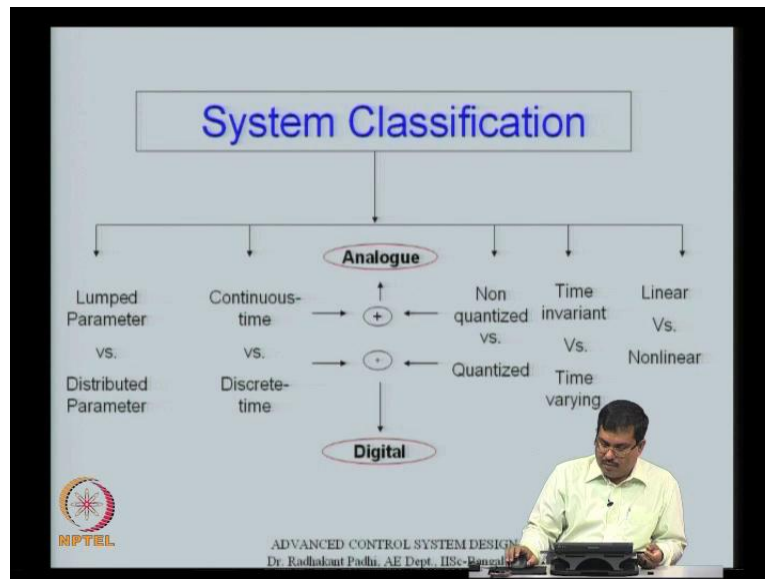 System Classification
Analogue
Lumped
Parameter
vs.
Distributed
Parameter
Continuous-
time
vs.
Discrete-
time
+
Non
quantized
vs.
Quantized
Time
invariant
Vs.
Time
varying
Linear
Vs.
Nonlinear
Digital
NPTEL
ADVANCED CONTROL SYSTEM DESIGN
Dr. Radhakant Padhi, AE Dept., IISc-